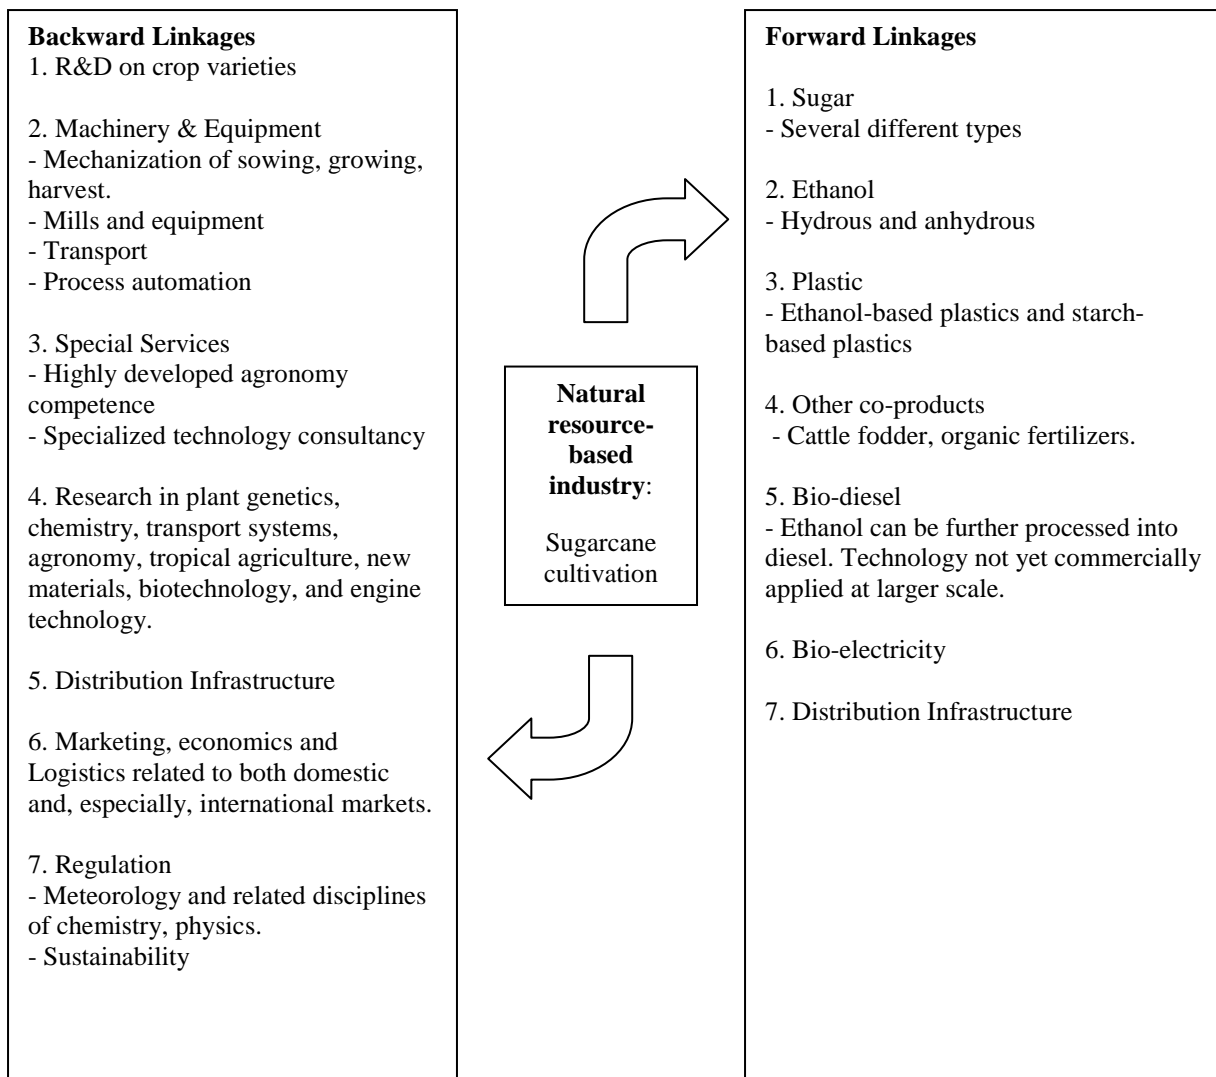 Backward Linkages
1. R&D on crop varieties
2. Machinery & Equipment
- Mechanization of sowing, growing,
harvest.
- Mills and equipment
- Transport
- Process automation
3. Special Services
- Highly developed agronomy
competence
- Specialized technology consultancy
4. Research in plant genetics,
chemistry, transport systems,
agronomy, tropical agriculture, new
materials, biotechnology, and engine
technology.
5. Distribution Infrastructure
6. Marketing, economics and
Logistics related to both domestic
and, especially, international markets.
7. Regulation
- Meteorology and related disciplines
of chemistry, physics.
- Sustainability
Natural
resource-
based
industry:
Sugarcane
cultivation
Forward Linkages
1. Sugar
- Several different types
2. Ethanol
- Hydrous and anhydrous
3. Plastic
- Ethanol-based plastics and starch-
based plastics
4. Other co-products
- Cattle fodder, organic fertilizers.
5. Bio-diesel
- Ethanol can be further processed into
diesel. Technology not yet commercially
applied at larger scale.
6. Bio-electricity
7. Distribution Infrastructure